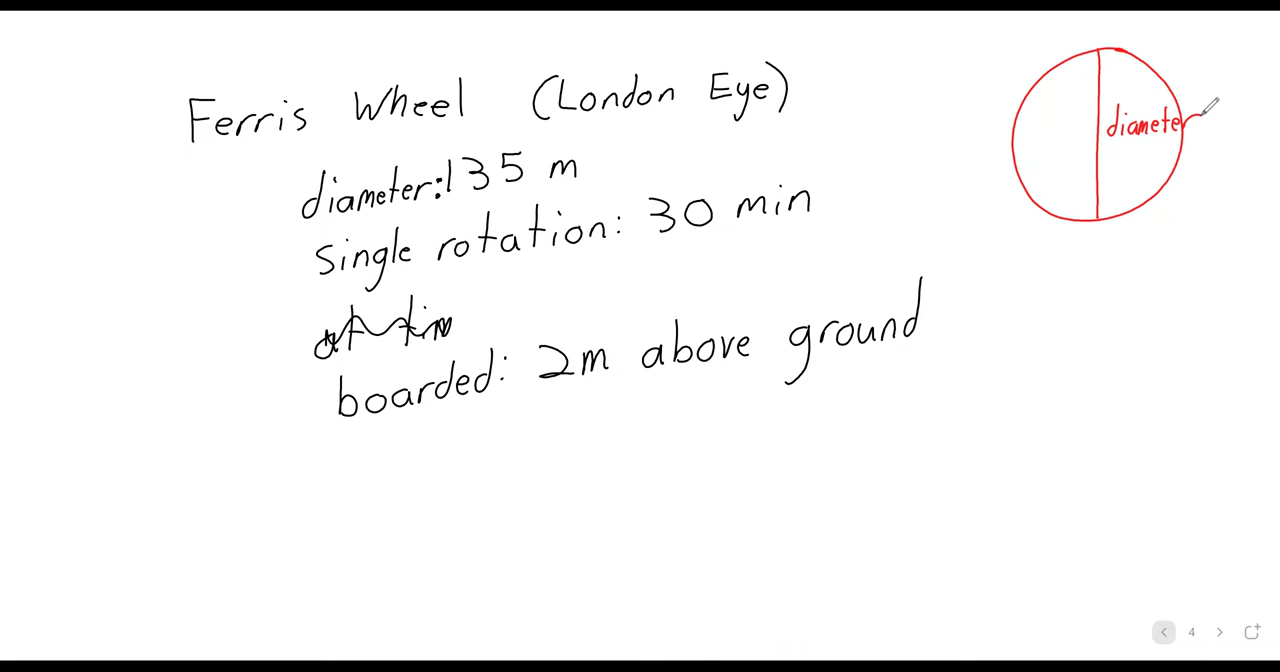 Ferris Wheel (London Eye)
diameter
diameter: 135 m
single rotation: 30 min
boarded: 2m above ground
4